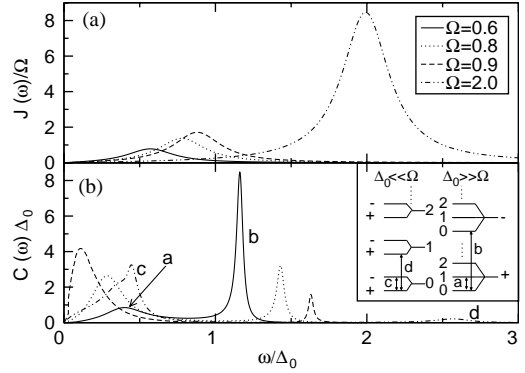 (a)
J (ω)/Ω
8
6
4
2
0
Ω=0.6
Ω=0.8
Ω=0.9
Ω=2.0
(b)
C (ω) Δ0
8
6
4
2
0
a
b
c
d
Δ0<<Ω Δ0>>Ω
- 2 2
+ 1 -
0
- 1
+ d b
- 2
c 0 a 1 +
+ 0
0 1 2 3
ω/Δ0